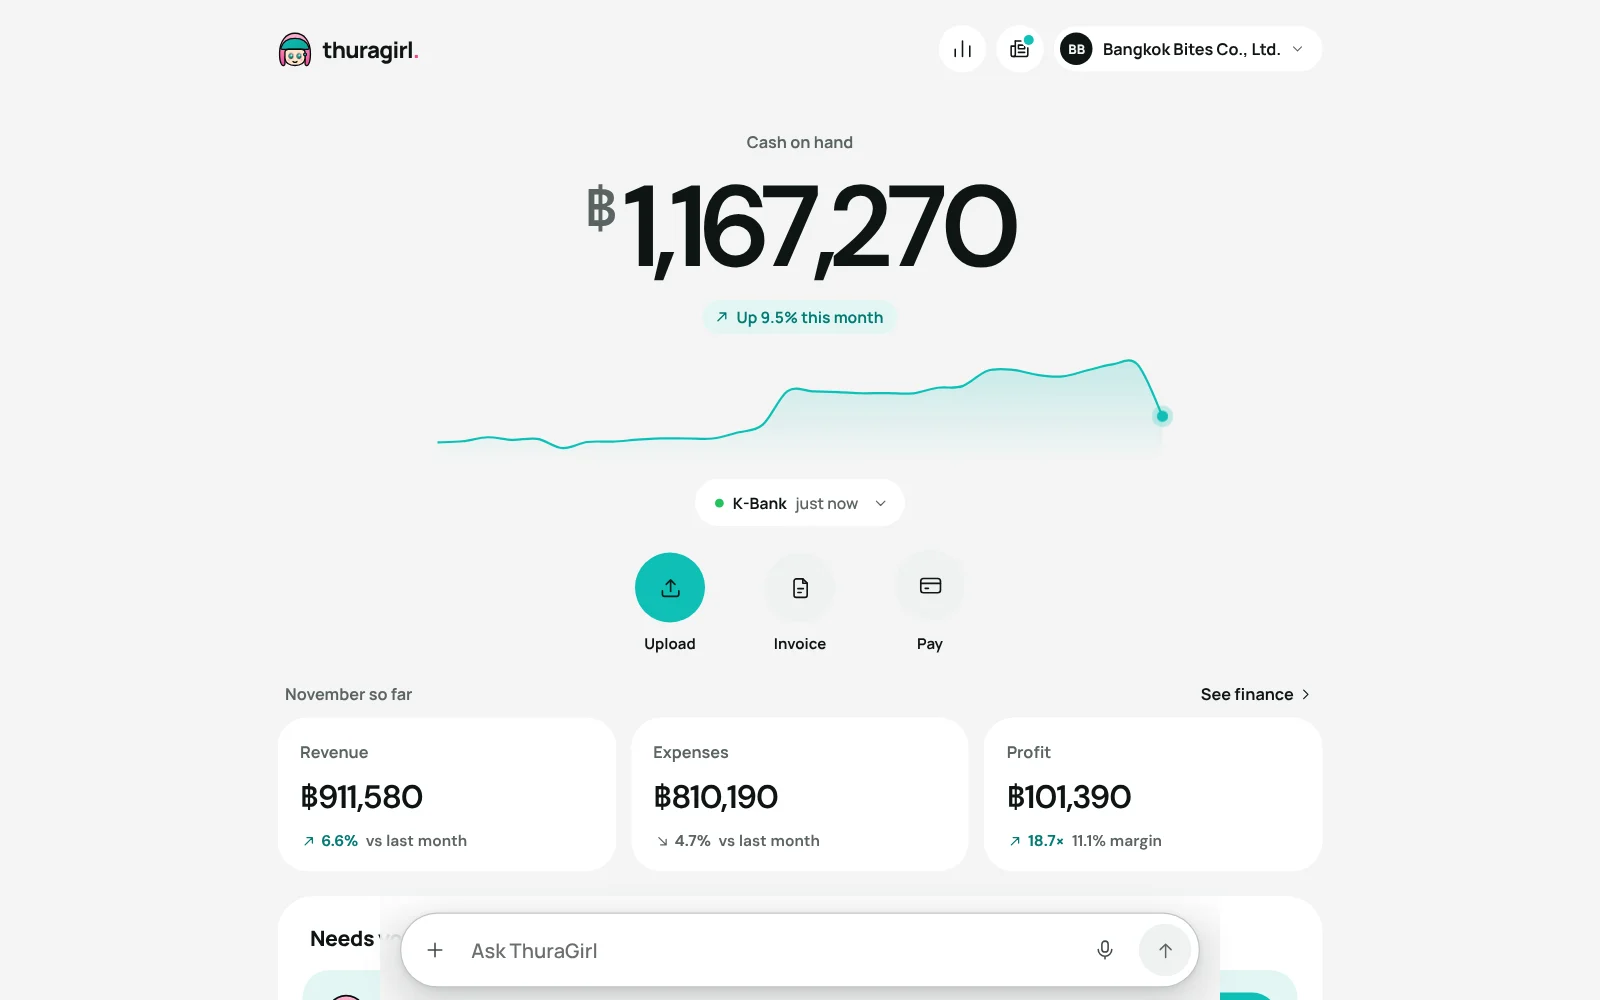 thuragirl.
BB
Bangkok Bites Co., Ltd.
Cash on hand
฿1,167,270
Up 9.5% this month
K-Bank just now
Upload
Invoice
Pay
November so far
See finance
Revenue
฿911,580
6.6% vs last month
Expenses
฿810,190
4.7% vs last month
Profit
฿101,390
18.7× 11.1% margin
Needs
Ask ThuraGirl